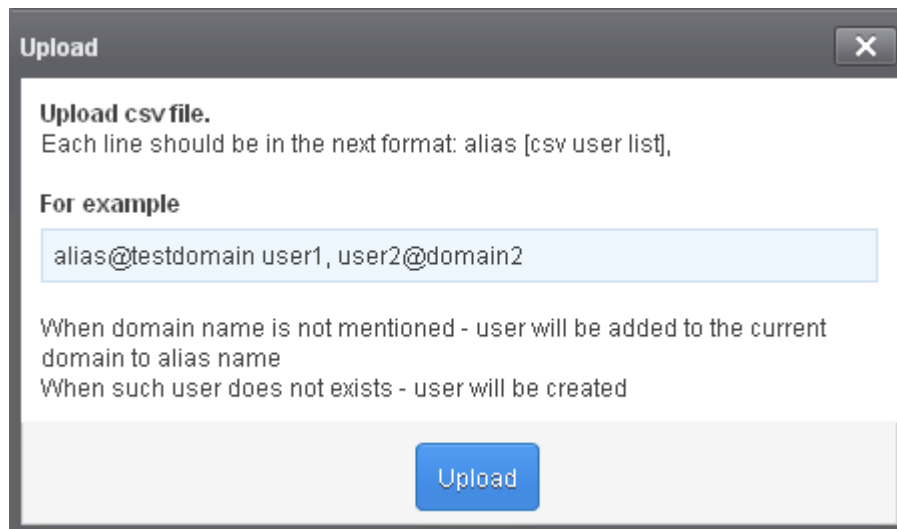 Upload
Upload csv file.
Each line should be in the next format: alias [csv user list],
For example
alias@testdomain user1, user2@domain2
When domain name is not mentioned - user will be added to the current
domain to alias name
When such user does not exists - user will be created
Upload